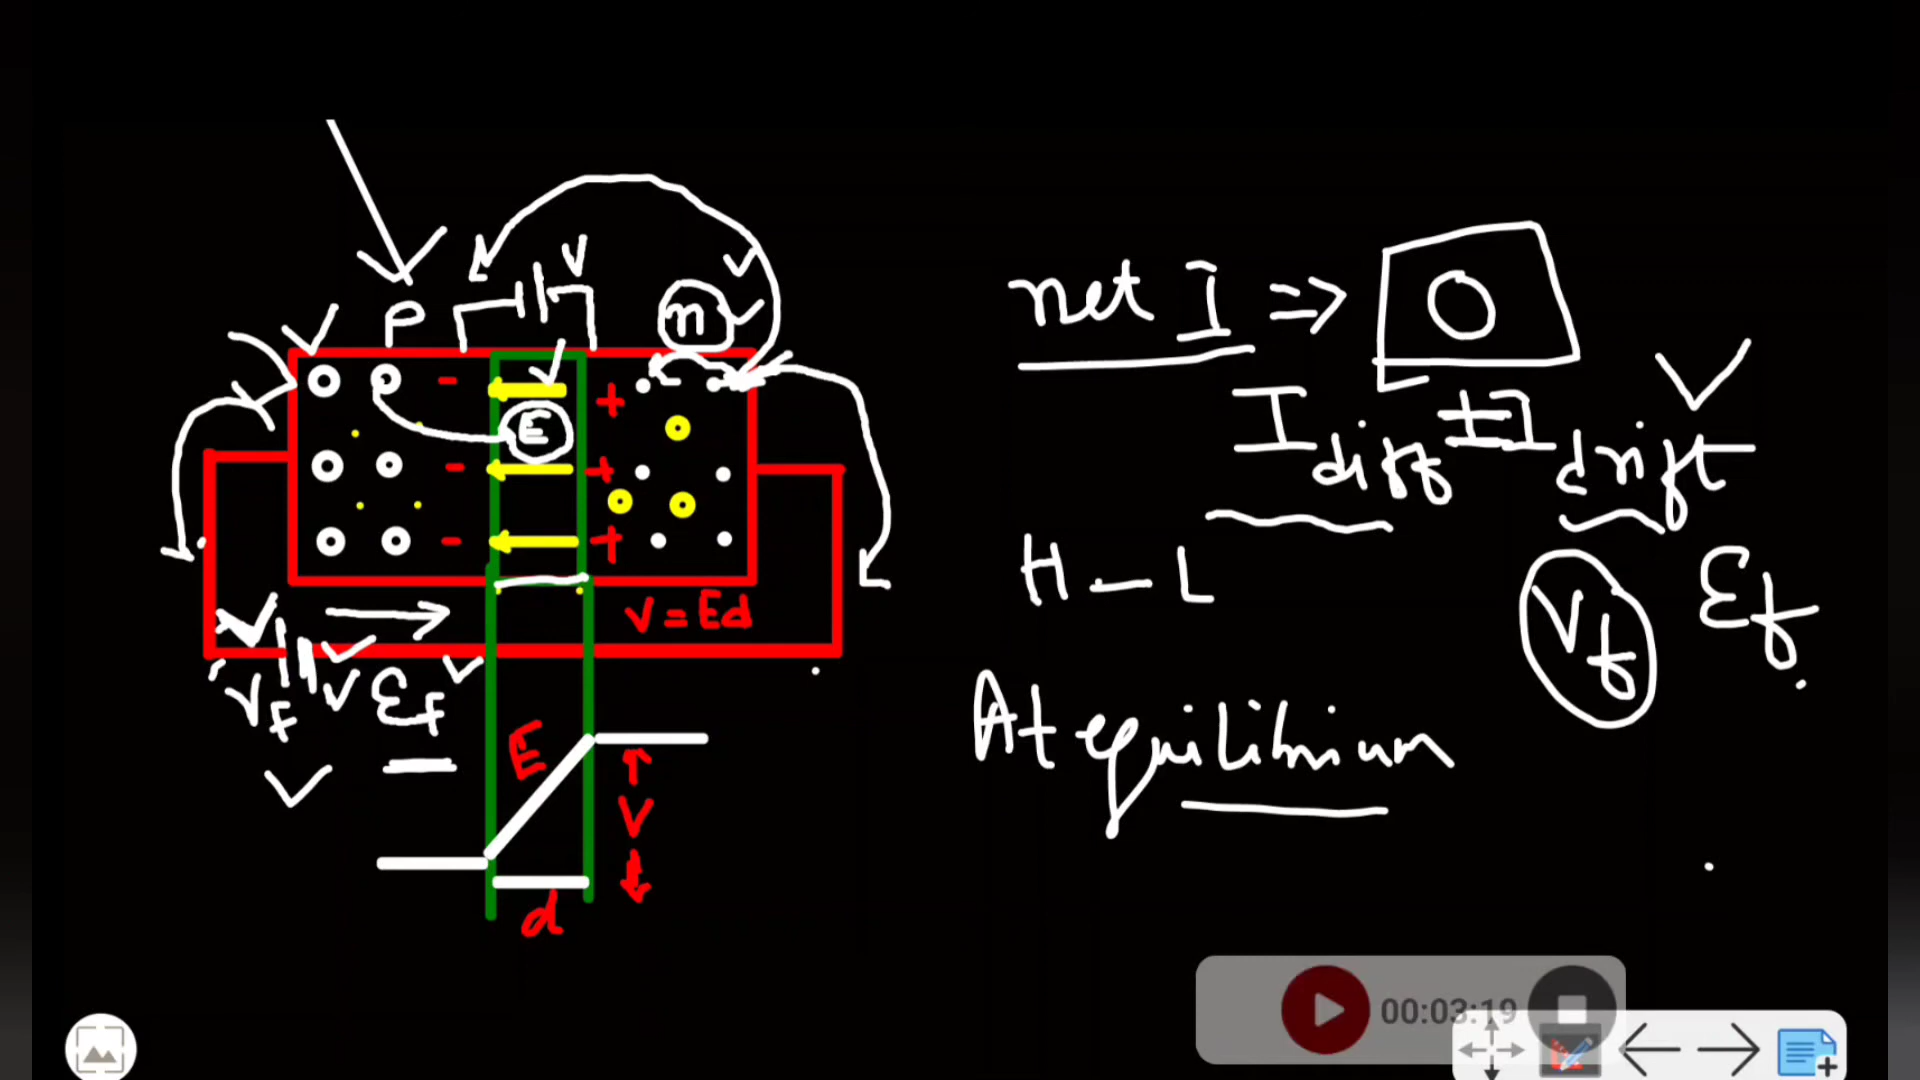 V
P
n
- +
E
- +
- +
V = Ed
Vf V Ef
E
V
d
net I => 0
Idiff ± Idrift
H - L
Vf Ef
At equilibrium
00:03:19